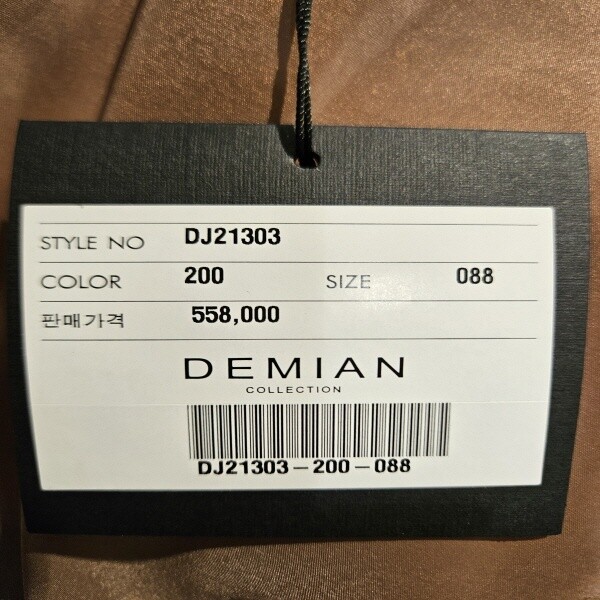 STYLE NO DJ21303
COLOR 200 SIZE 088
판매가격 558,000
DEMIAN
COLLECTION
DJ21303-200-088